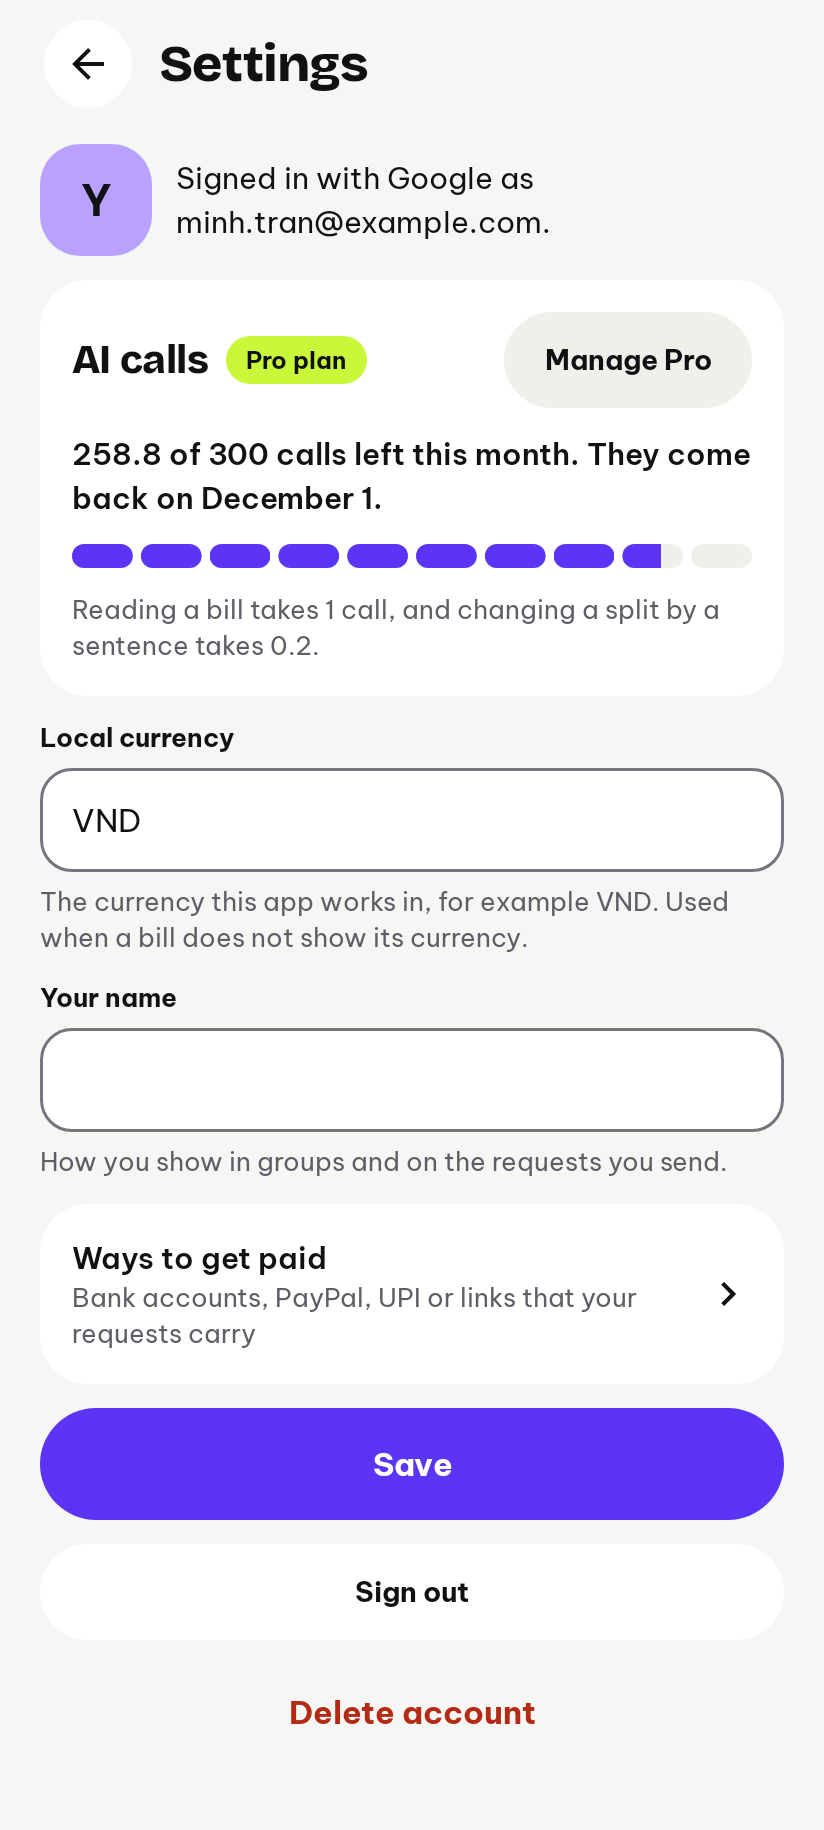 Settings
Y
Signed in with Google as
minh.tran@example.com.
AI calls
Pro plan
Manage Pro
258.8 of 300 calls left this month. They come
back on December 1.
Reading a bill takes 1 call, and changing a split by a
sentence takes 0.2.
Local currency
VND
The currency this app works in, for example VND. Used
when a bill does not show its currency.
Your name
How you show in groups and on the requests you send.
Ways to get paid
Bank accounts, PayPal, UPI or links that your
requests carry
Save
Sign out
Delete account